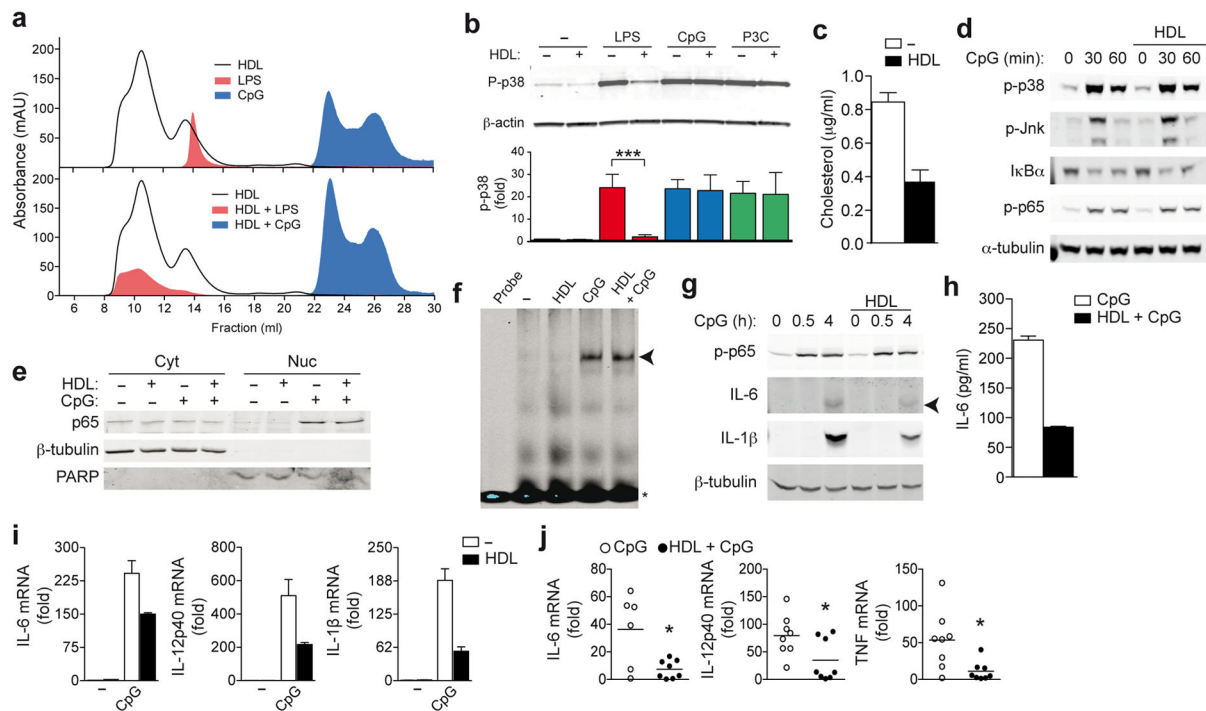 a
Absorbance (mAU)
200
150
100
50
0
HDL
LPS
CpG
200
150
100
50
0
HDL
HDL + LPS
HDL + CpG
6 8 10 12 14 16 18 20 22 24 26 28 30
Fraction (ml)
b
– LPS CpG P3C
HDL: – + – + – + – +
P-p38
β-actin
p-p38
(fold)
40
30
20
10
0
***
c
–
HDL
Cholesterol (μg/ml)
1.0
0.8
0.6
0.4
0.2
0.0
d
HDL
CpG (min): 0 30 60 0 30 60
p-p38
p-Jnk
IκBα
p-p65
α-tubulin
e
Cyt Nuc
HDL: – + – + – + – +
CpG: – – + + – – + +
p65
β-tubulin
PARP
f
Probe – HDL CpG HDL
+ CpG
*
g
HDL
CpG (h): 0 0.5 4 0 0.5 4
p-p65
IL-6
IL-1β
β-tubulin
h
CpG
HDL + CpG
IL-6 (pg/ml)
300
250
200
150
100
50
0
i
–
HDL
IL-6 mRNA
(fold)
300
225
150
75
0
– CpG
IL-12p40 mRNA
(fold)
800
600
400
200
0
– CpG
IL-1β mRNA
(fold)
250
188
125
63
0
– CpG
j
CpG HDL + CpG
IL-6 mRNA
(fold)
80
60
40
20
0
*
IL-12p40 mRNA
(fold)
200
150
100
50
0
*
TNF mRNA
(fold)
150
100
50
0
*